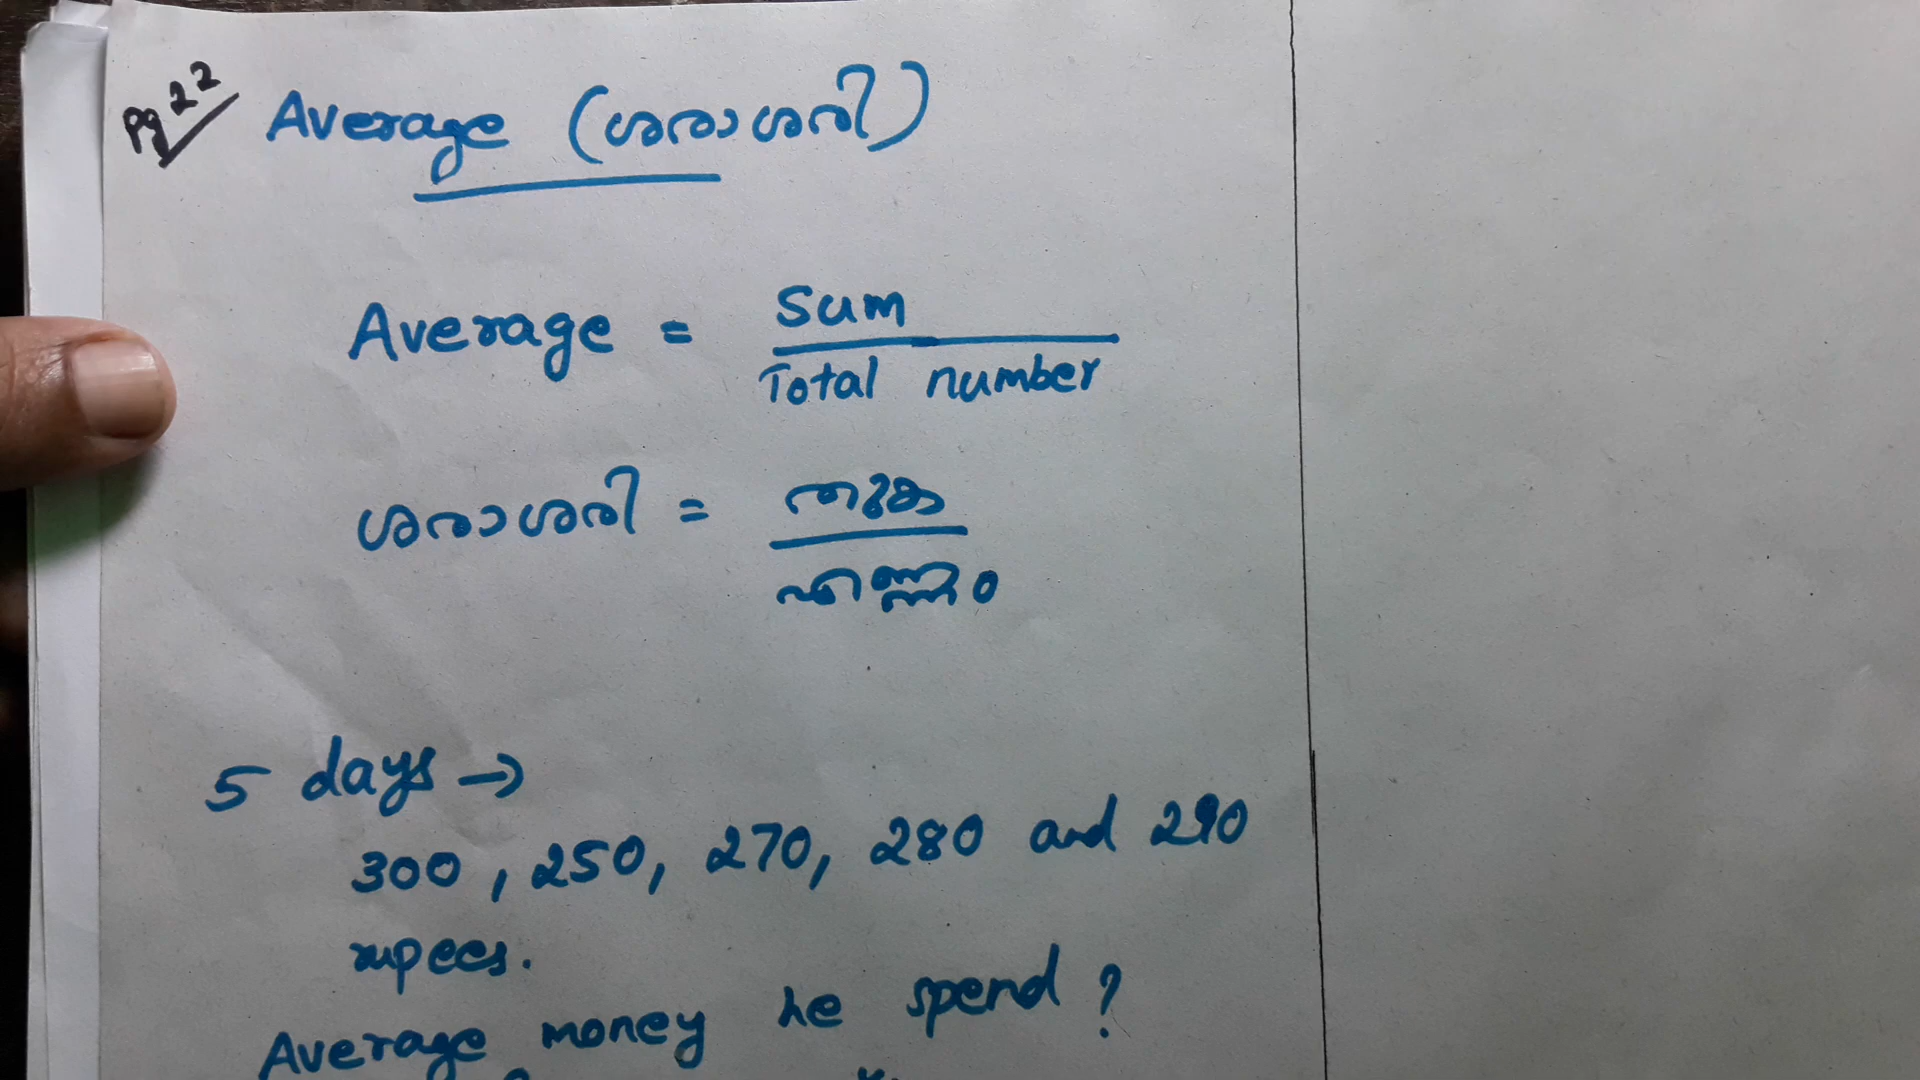 Pg 22
Average (ശരാശരി)
Average = Sum
Total number
ശരാശരി = തുക
എണ്ണം
5 days →
300, 250, 270, 280 and 290
rupees.
Average money he spend?